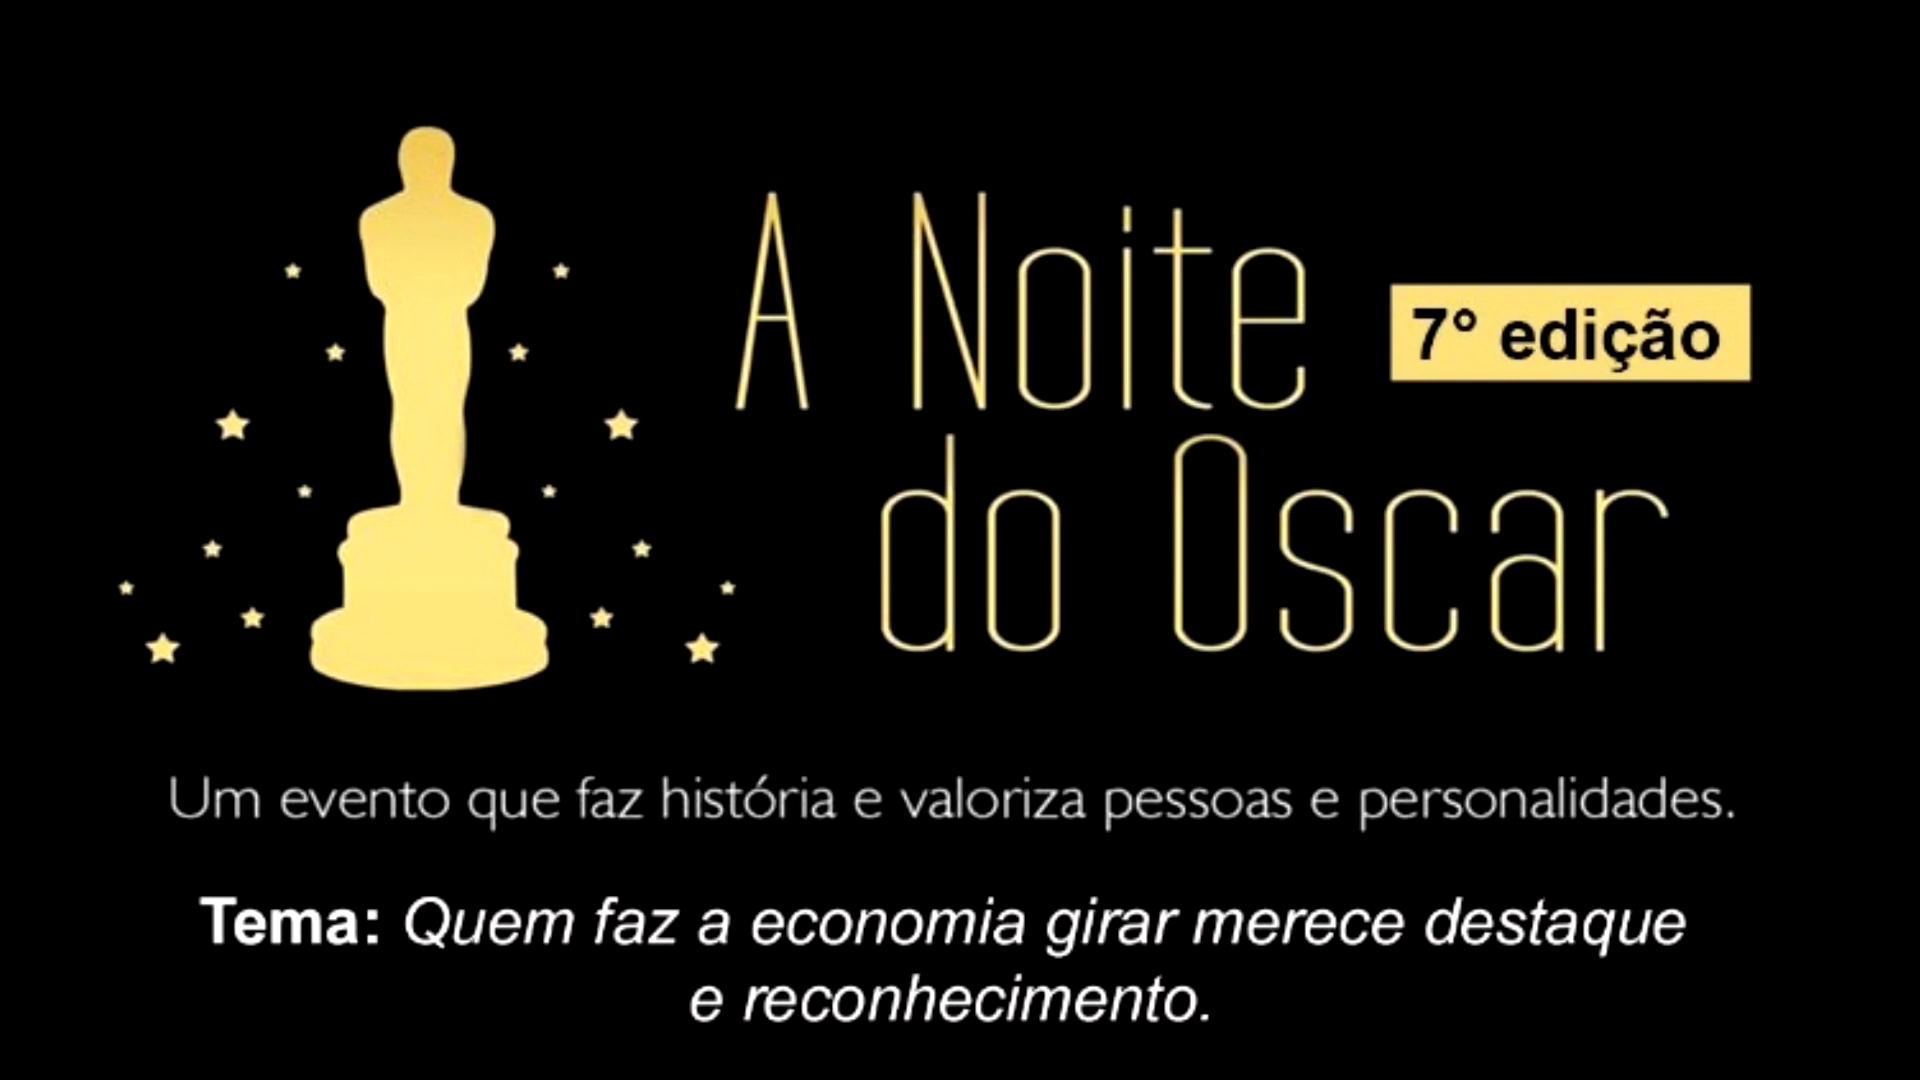 A Noite
7° edição
do Oscar
Um evento que faz história e valoriza pessoas e personalidades.
Tema: Quem faz a economia girar merece destaque
e reconhecimento.